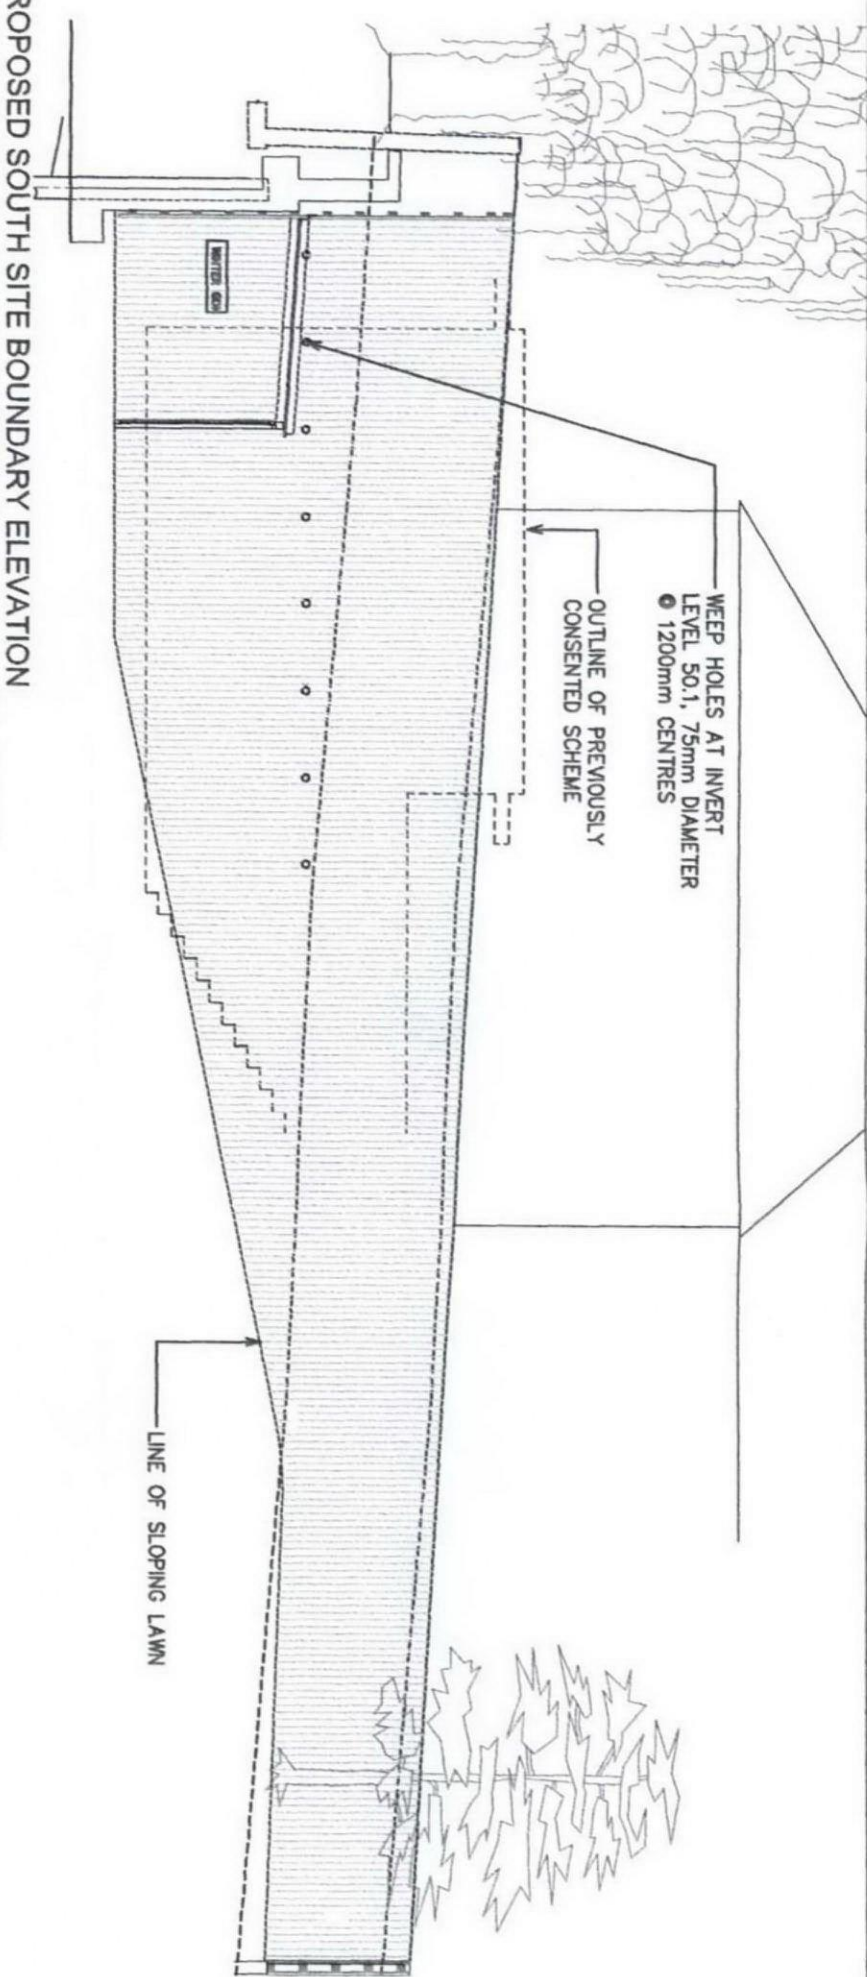 WEEP HOLES AT INVERT
LEVEL 50.1, 75mm DIAMETER
@ 1200mm CENTRES
OUTLINE OF PREVIOUSLY
CONSENTED SCHEME
LINE OF SLOPING LAWN
ROPOSED SOUTH SITE BOUNDARY ELEVATION